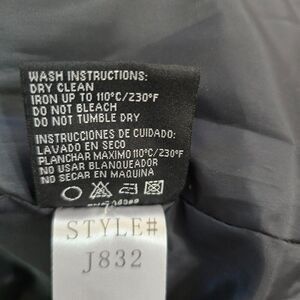 WASH INSTRUCTIONS:
DRY CLEAN
IRON UP TO 110°C/230°F
DO NOT BLEACH
DO NOT TUMBLE DRY
INSTRUCCIONES DE CUIDADO:
LAVADO EN SECO
PLANCHAR MAXIMO 110°C/230°F
NO USAR BLANQUEADOR
NO SECAR EN MAQUINA
STYLE#
J832